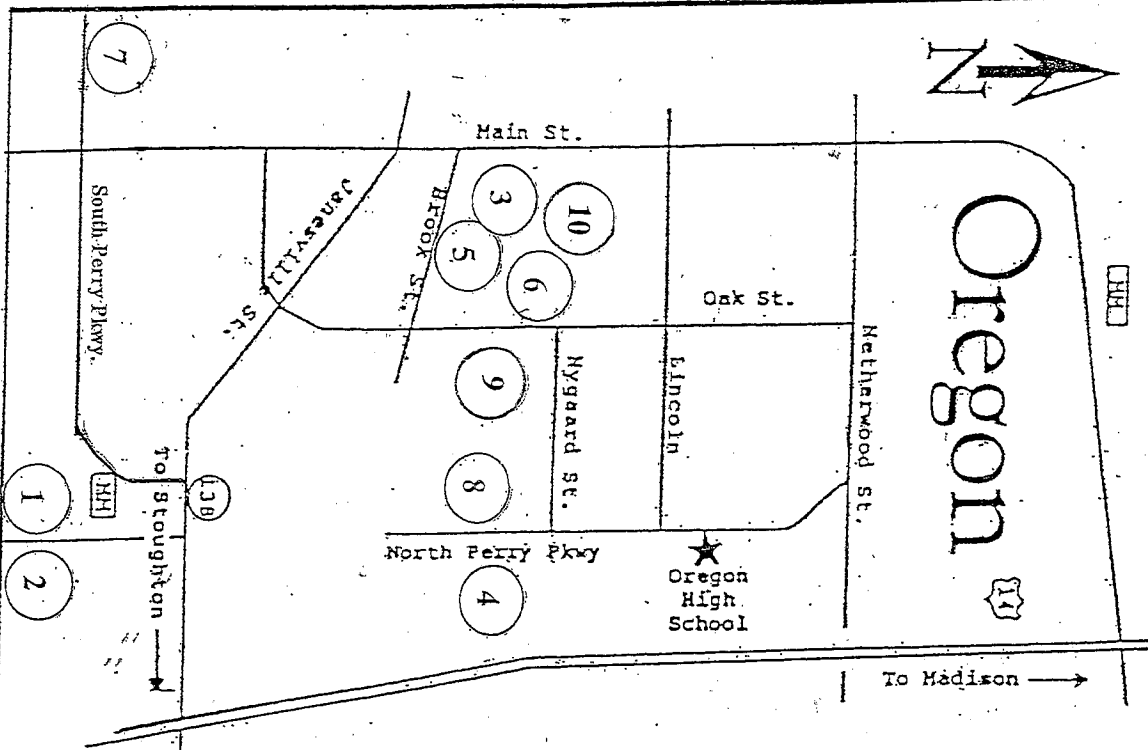 N
Oregon
MM
14
Main St.
Oak St.
Netherwood St.
Lincoln
Nygaard St.
Brook St.
Janesville St.
South Perry Pkwy.
North Perry Pkwy
Oregon
High
School
To Madison
To Stoughton
138
MM
7
3
10
5
6
9
8
4
1
2